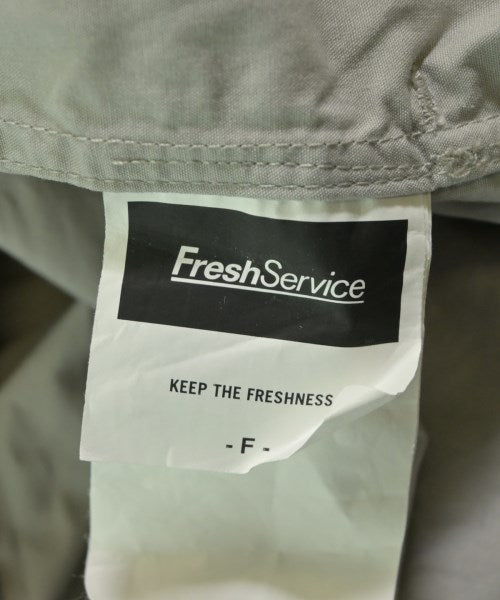 FreshService
KEEP THE FRESHNESS
- F -